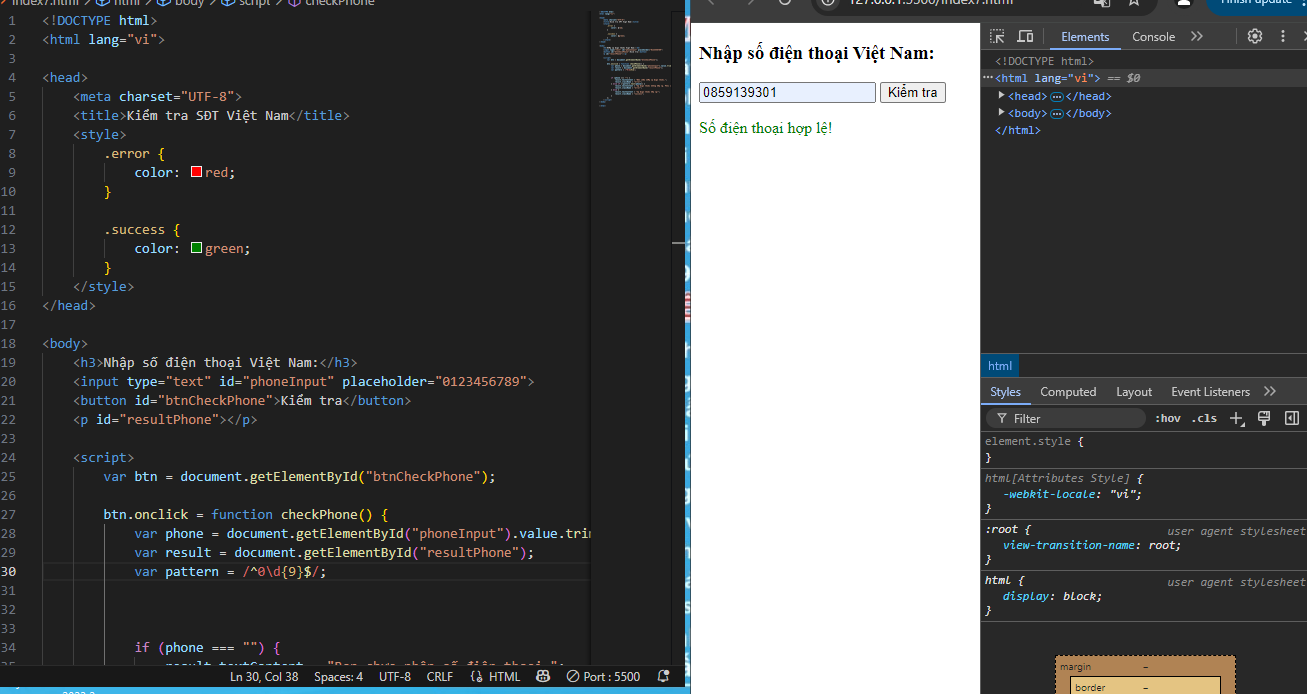 index7.html > html > body > script > checkPhone
1 <!DOCTYPE html>
2 <html lang="vi">
3
4 <head>
5 <meta charset="UTF-8">
6 <title>Kiểm tra SĐT Việt Nam</title>
7 <style>
8 .error {
9 color: red;
10 }
11
12 .success {
13 color: green;
14 }
15 </style>
16 </head>
17
18 <body>
19 <h3>Nhập số điện thoại Việt Nam:</h3>
20 <input type="text" id="phoneInput" placeholder="0123456789">
21 <button id="btnCheckPhone">Kiểm tra</button>
22 <p id="resultPhone"></p>
23
24 <script>
25 var btn = document.getElementById("btnCheckPhone");
26
27 btn.onclick = function checkPhone() {
28 var phone = document.getElementById("phoneInput").value.trim
29 var result = document.getElementById("resultPhone");
30 var pattern = /^0\d{9}$/;
31
32
33
34 if (phone === "") {
35 result.textContent = "Bạn chưa nhập số điện thoại.";
Ln 30, Col 38 Spaces: 4 UTF-8 CRLF HTML Port : 5500
127.0.0.1:5500/index7.html
Finish update
Nhập số điện thoại Việt Nam:
0859139301 Kiểm tra
Số điện thoại hợp lệ!
Elements Console
<!DOCTYPE html>
<html lang="vi"> == $0
<head> </head>
<body> </body>
</html>
html
Styles Computed Layout Event Listeners
Filter :hov .cls
element.style {
}
html[Attributes Style] {
-webkit-locale: "vi";
}
:root { user agent stylesheet
view-transition-name: root;
}
html { user agent stylesheet
display: block;
}
margin –
border –